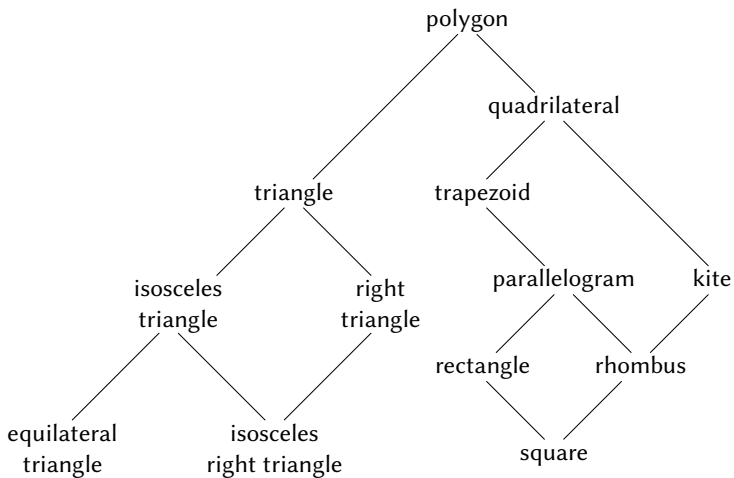 polygon
quadrilateral
triangle
trapezoid
isosceles
triangle
right
triangle
parallelogram
kite
rectangle
rhombus
equilateral
triangle
isosceles
right triangle
square